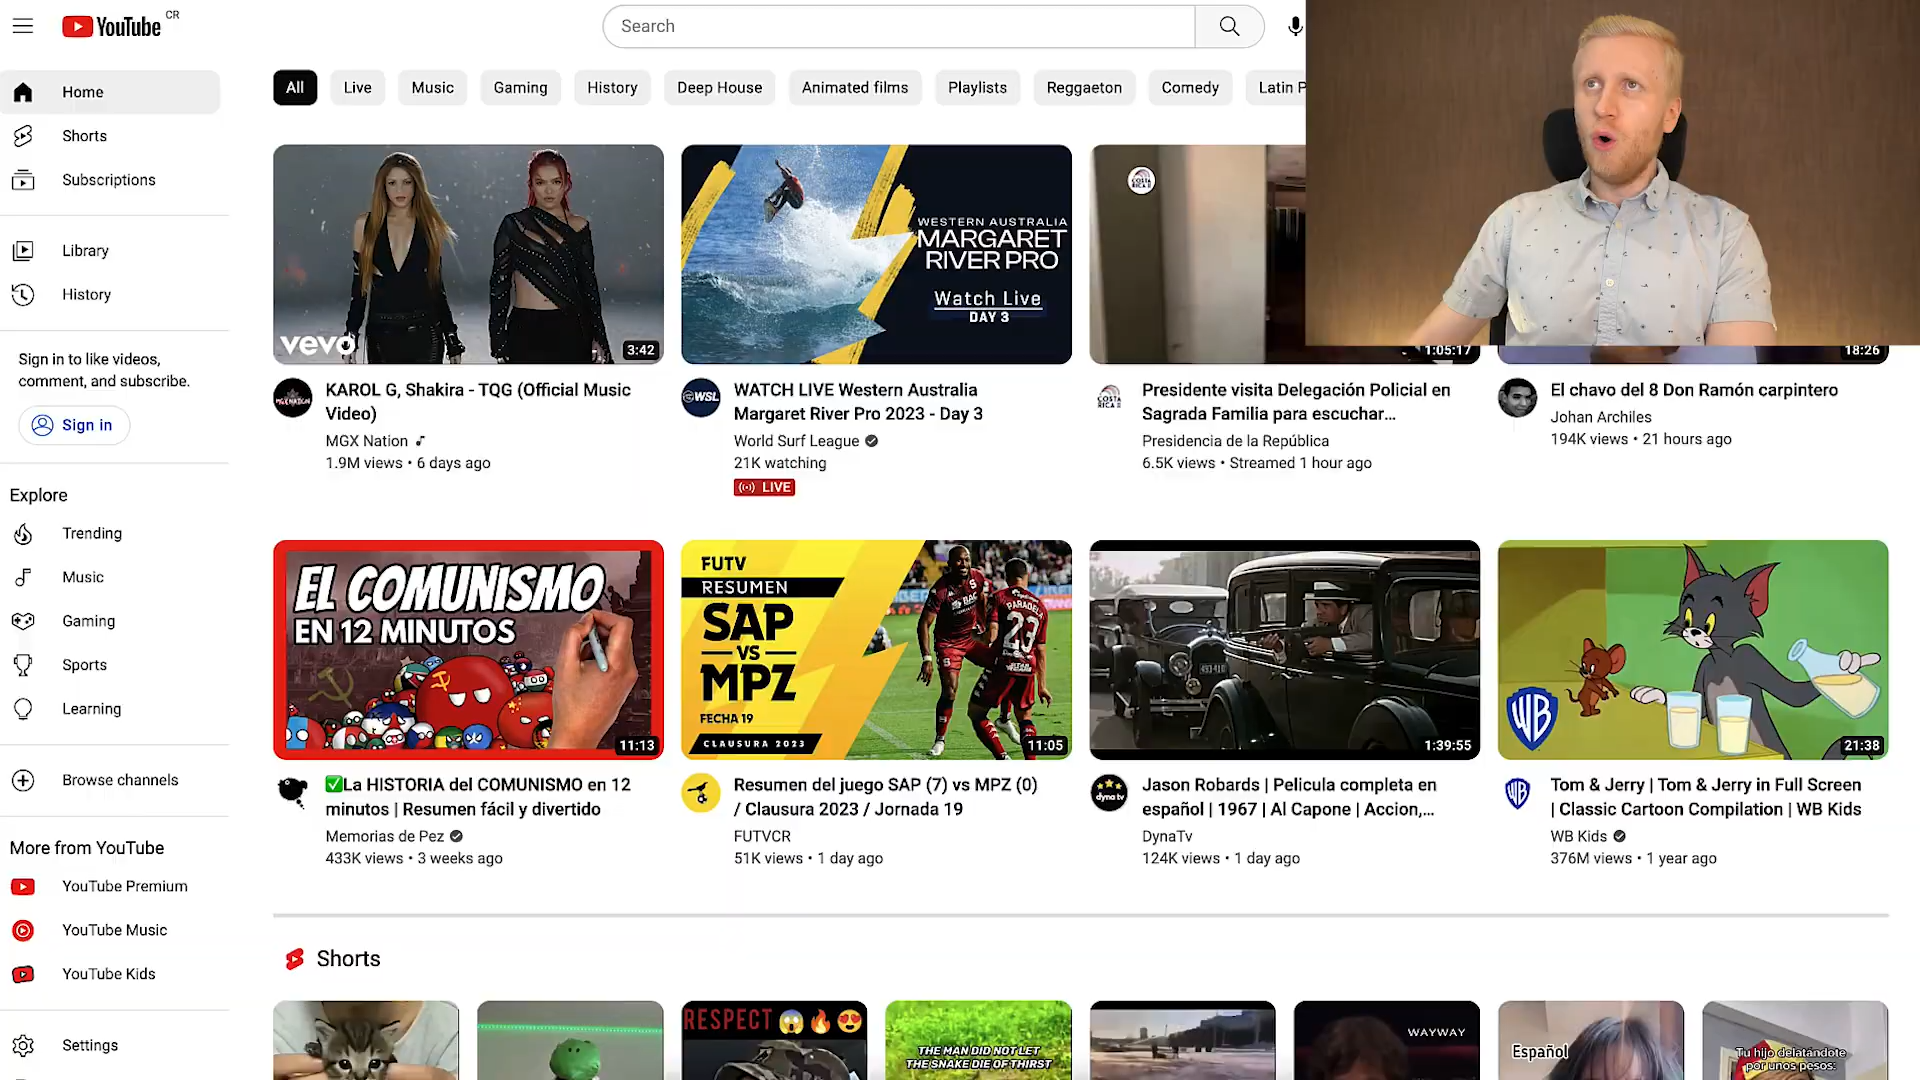 YouTube CR
Search
All
Live
Music
Gaming
History
Deep House
Animated films
Playlists
Reggaeton
Comedy
Latin P
Home
Shorts
Subscriptions
Library
History
Sign in to like videos,
comment, and subscribe.
Sign in
Explore
Trending
Music
Gaming
Sports
Learning
Browse channels
More from YouTube
YouTube Premium
YouTube Music
YouTube Kids
Settings
vevo
3:42
KAROL G, Shakira - TQG (Official Music
Video)
MGX Nation
1.9M views • 6 days ago
WESTERN AUSTRALIA
MARGARET
RIVER PRO
Watch Live
DAY 3
WSL
WATCH LIVE Western Australia
Margaret River Pro 2023 - Day 3
World Surf League
21K watching
LIVE
COSTA
RICA
1:05:17
COSTA
RICA
Presidente visita Delegación Policial en
Sagrada Familia para escuchar...
Presidencia de la República
6.5K views • Streamed 1 hour ago
18:26
El chavo del 8 Don Ramón carpintero
Johan Archiles
194K views • 21 hours ago
EL COMUNISMO
EN 12 MINUTOS
11:13
✅La HISTORIA del COMUNISMO en 12
minutos | Resumen fácil y divertido
Memorias de Pez
433K views • 3 weeks ago
FUTV
RESUMEN
SAP
VS
MPZ
FECHA 19
CLAUSURA 2023
PARADELA
23
11:05
Resumen del juego SAP (7) vs MPZ (0)
/ Clausura 2023 / Jornada 19
FUTVCR
51K views • 1 day ago
1:39:55
dyna tv
Jason Robards | Pelicula completa en
español | 1967 | Al Capone | Accion,...
DynaTv
124K views • 1 day ago
WB
21:38
Tom & Jerry | Tom & Jerry in Full Screen
| Classic Cartoon Compilation | WB Kids
WB Kids
376M views • 1 year ago
Shorts
RESPECT 😱🔥😍
THE MAN DID NOT LET
THE SNAKE DIE OF THIRST
WAYWAY
Español
Tu hijo delatándote
por unos pesos: